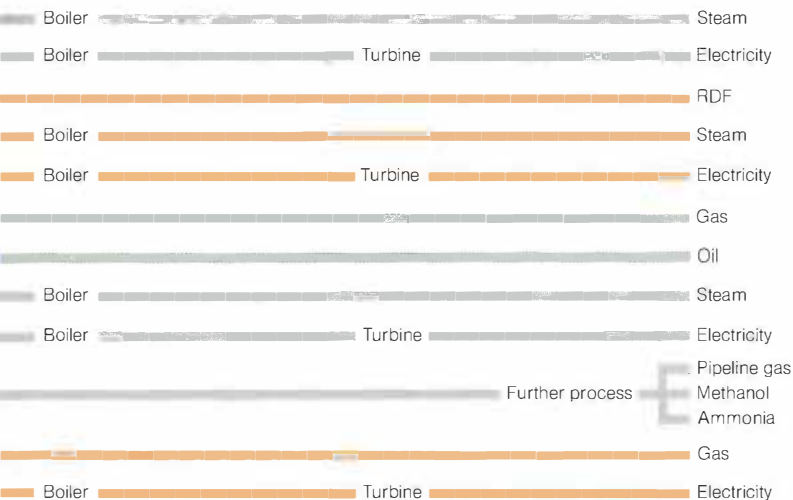 Boiler Steam
Boiler Turbine Electricity
RDF
Boiler Steam
Boiler Turbine Electricity
Gas
Oil
Boiler Steam
Boiler Turbine Electricity
Pipeline gas
Further process Methanol
Ammonia
Gas
Boiler Turbine Electricity